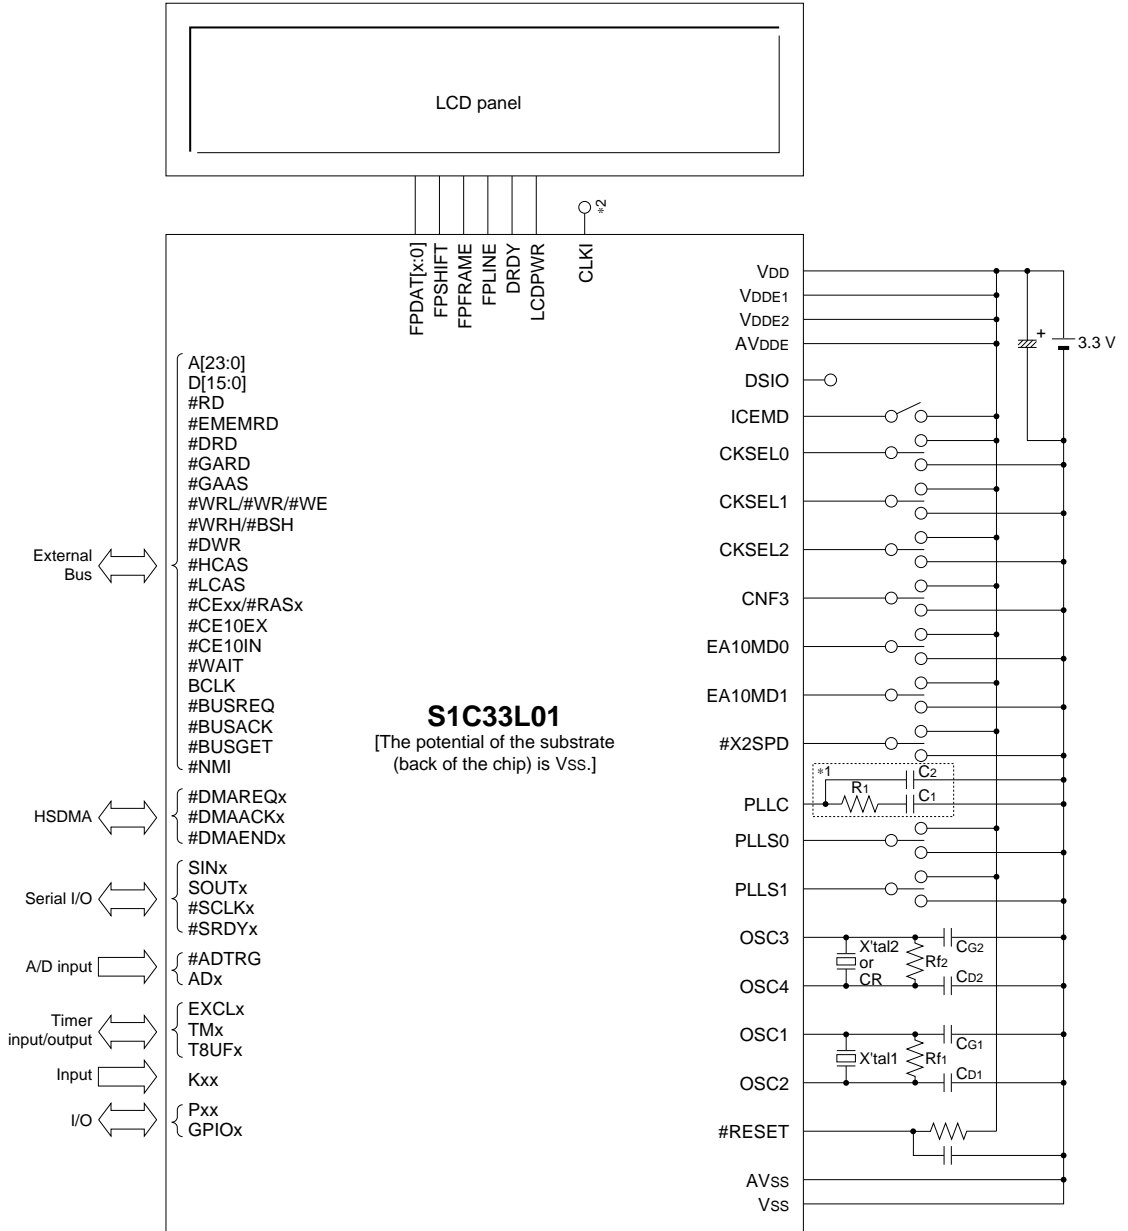 LCD panel
*2
FPDAT[x:0]
FPSHIFT
FPFRAME
FPLINE
DRDY
LCDPWR
CLKI
External
Bus
A[23:0]
D[15:0]
#RD
#EMEMRD
#DRD
#GARD
#GAAS
#WRL/#WR/#WE
#WRH/#BSH
#DWR
#HCAS
#LCAS
#CExx/#RASx
#CE10EX
#CE10IN
#WAIT
BCLK
#BUSREQ
#BUSACK
#BUSGET
#NMI
HSDMA
#DMAREQx
#DMAACKx
#DMAENDx
Serial I/O
SINx
SOUTx
#SCLKx
#SRDYx
A/D input
#ADTRG
ADx
Timer
input/output
EXCLx
TMx
T8UFx
Input
Kxx
I/O
Pxx
GPIOx
S1C33L01
[The potential of the substrate
(back of the chip) is VSS.]
VDD
VDDE1
VDDE2
AVDDE
+
3.3 V
DSIO
ICEMD
CKSEL0
CKSEL1
CKSEL2
CNF3
EA10MD0
EA10MD1
#X2SPD
*1
C2
R1
C1
PLLC
PLLS0
PLLS1
OSC3
X'tal2
or
CR
Rf2
CG2
CD2
OSC4
OSC1
X'tal1
Rf1
CG1
CD1
OSC2
#RESET
AVSS
VSS